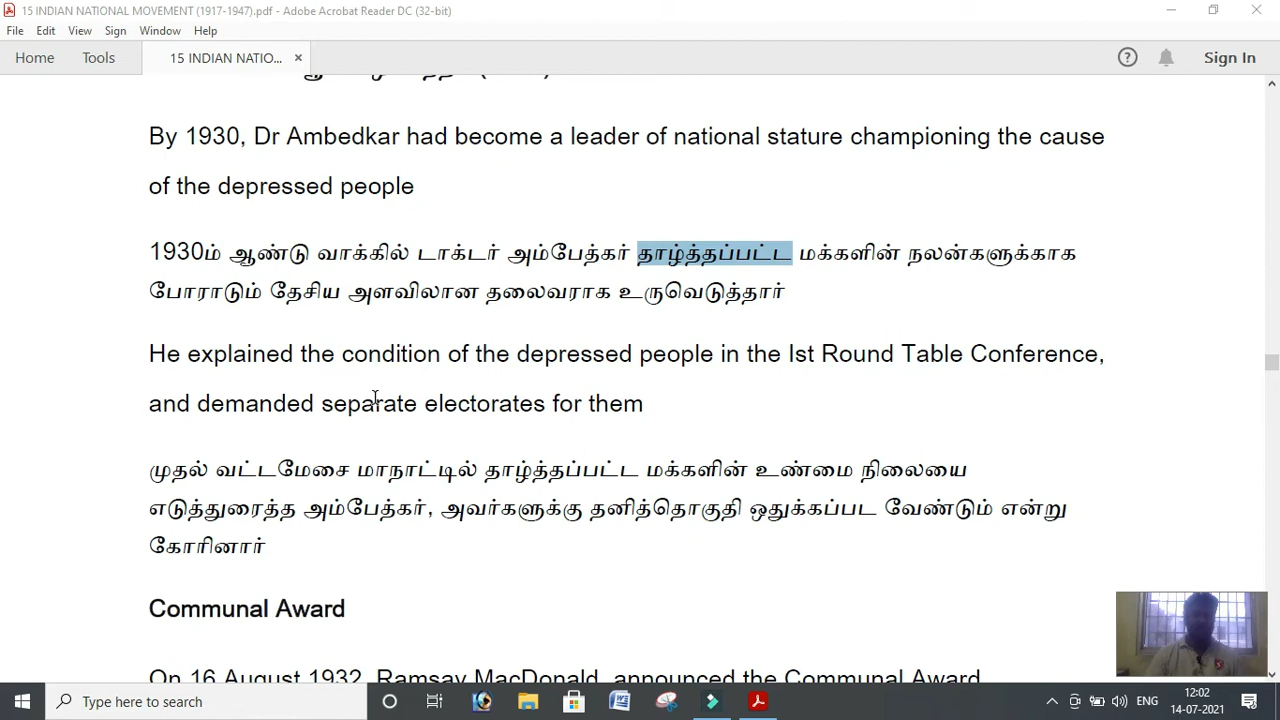 15 INDIAN NATIONAL MOVEMENT (1917-1947).pdf - Adobe Acrobat Reader DC (32-bit)
File Edit View Sign Window Help
Home Tools 15 INDIAN NATIO... × Sign In
By 1930, Dr Ambedkar had become a leader of national stature championing the cause
of the depressed people
1930ம் ஆண்டு வாக்கில் டாக்டர் அம்பேத்கர் தாழ்த்தப்பட்ட மக்களின் நலன்களுக்காக
போராடும் தேசிய அளவிலான தலைவராக உருவெடுத்தார்
He explained the condition of the depressed people in the Ist Round Table Conference,
and demanded separate electorates for them
முதல் வட்டமேசை மாநாட்டில் தாழ்த்தப்பட்ட மக்களின் உண்மை நிலையை
எடுத்துரைத்த அம்பேத்கர், அவர்களுக்கு தனித்தொகுதி ஒதுக்கப்பட வேண்டும் என்று
கோரினார்
Communal Award
On 16 August 1932, Ramsay MacDonald, announced the Communal Award
Type here to search ENG 12:02
14-07-2021